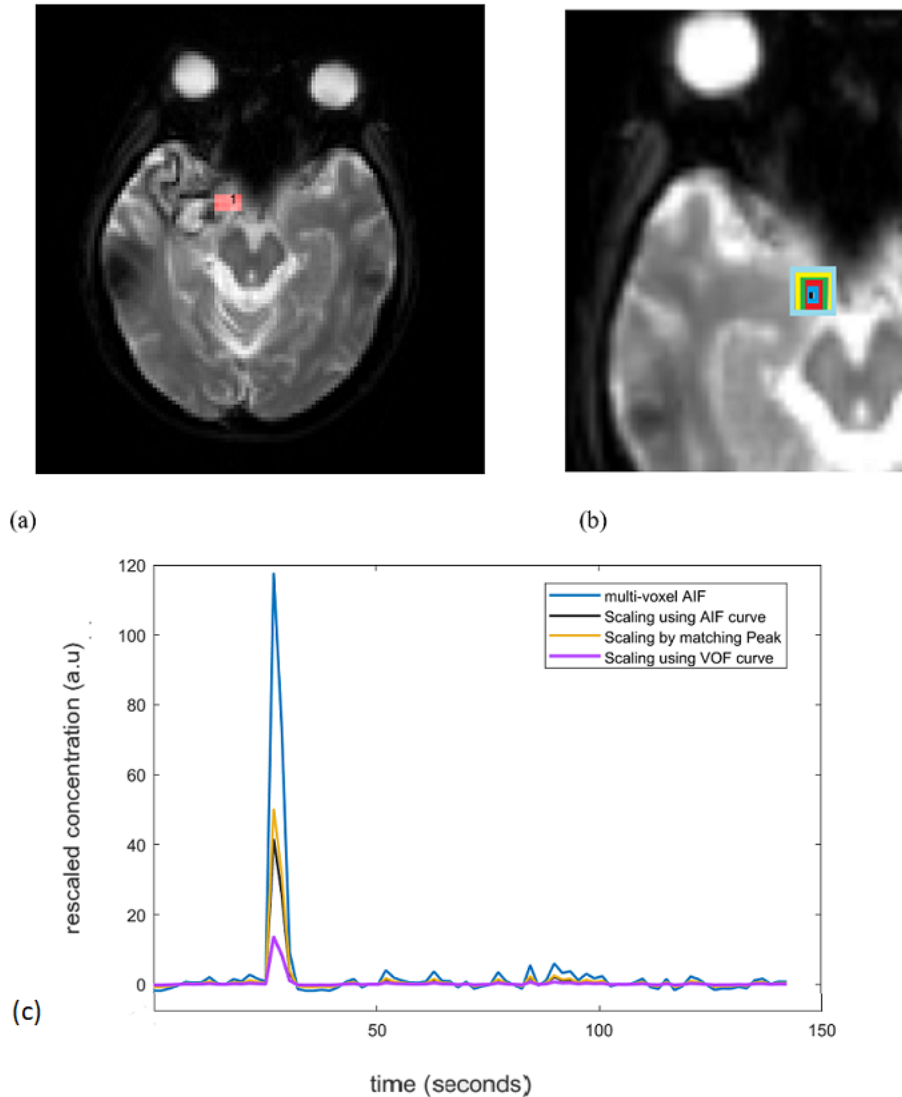 1
(a)
(b)
120
100
80
60
40
20
0
rescaled concentration (a.u)
multi-voxel AIF
Scaling using AIF curve
Scaling by matching Peak
Scaling using VOF curve
(c)
50
100
150
time (seconds)